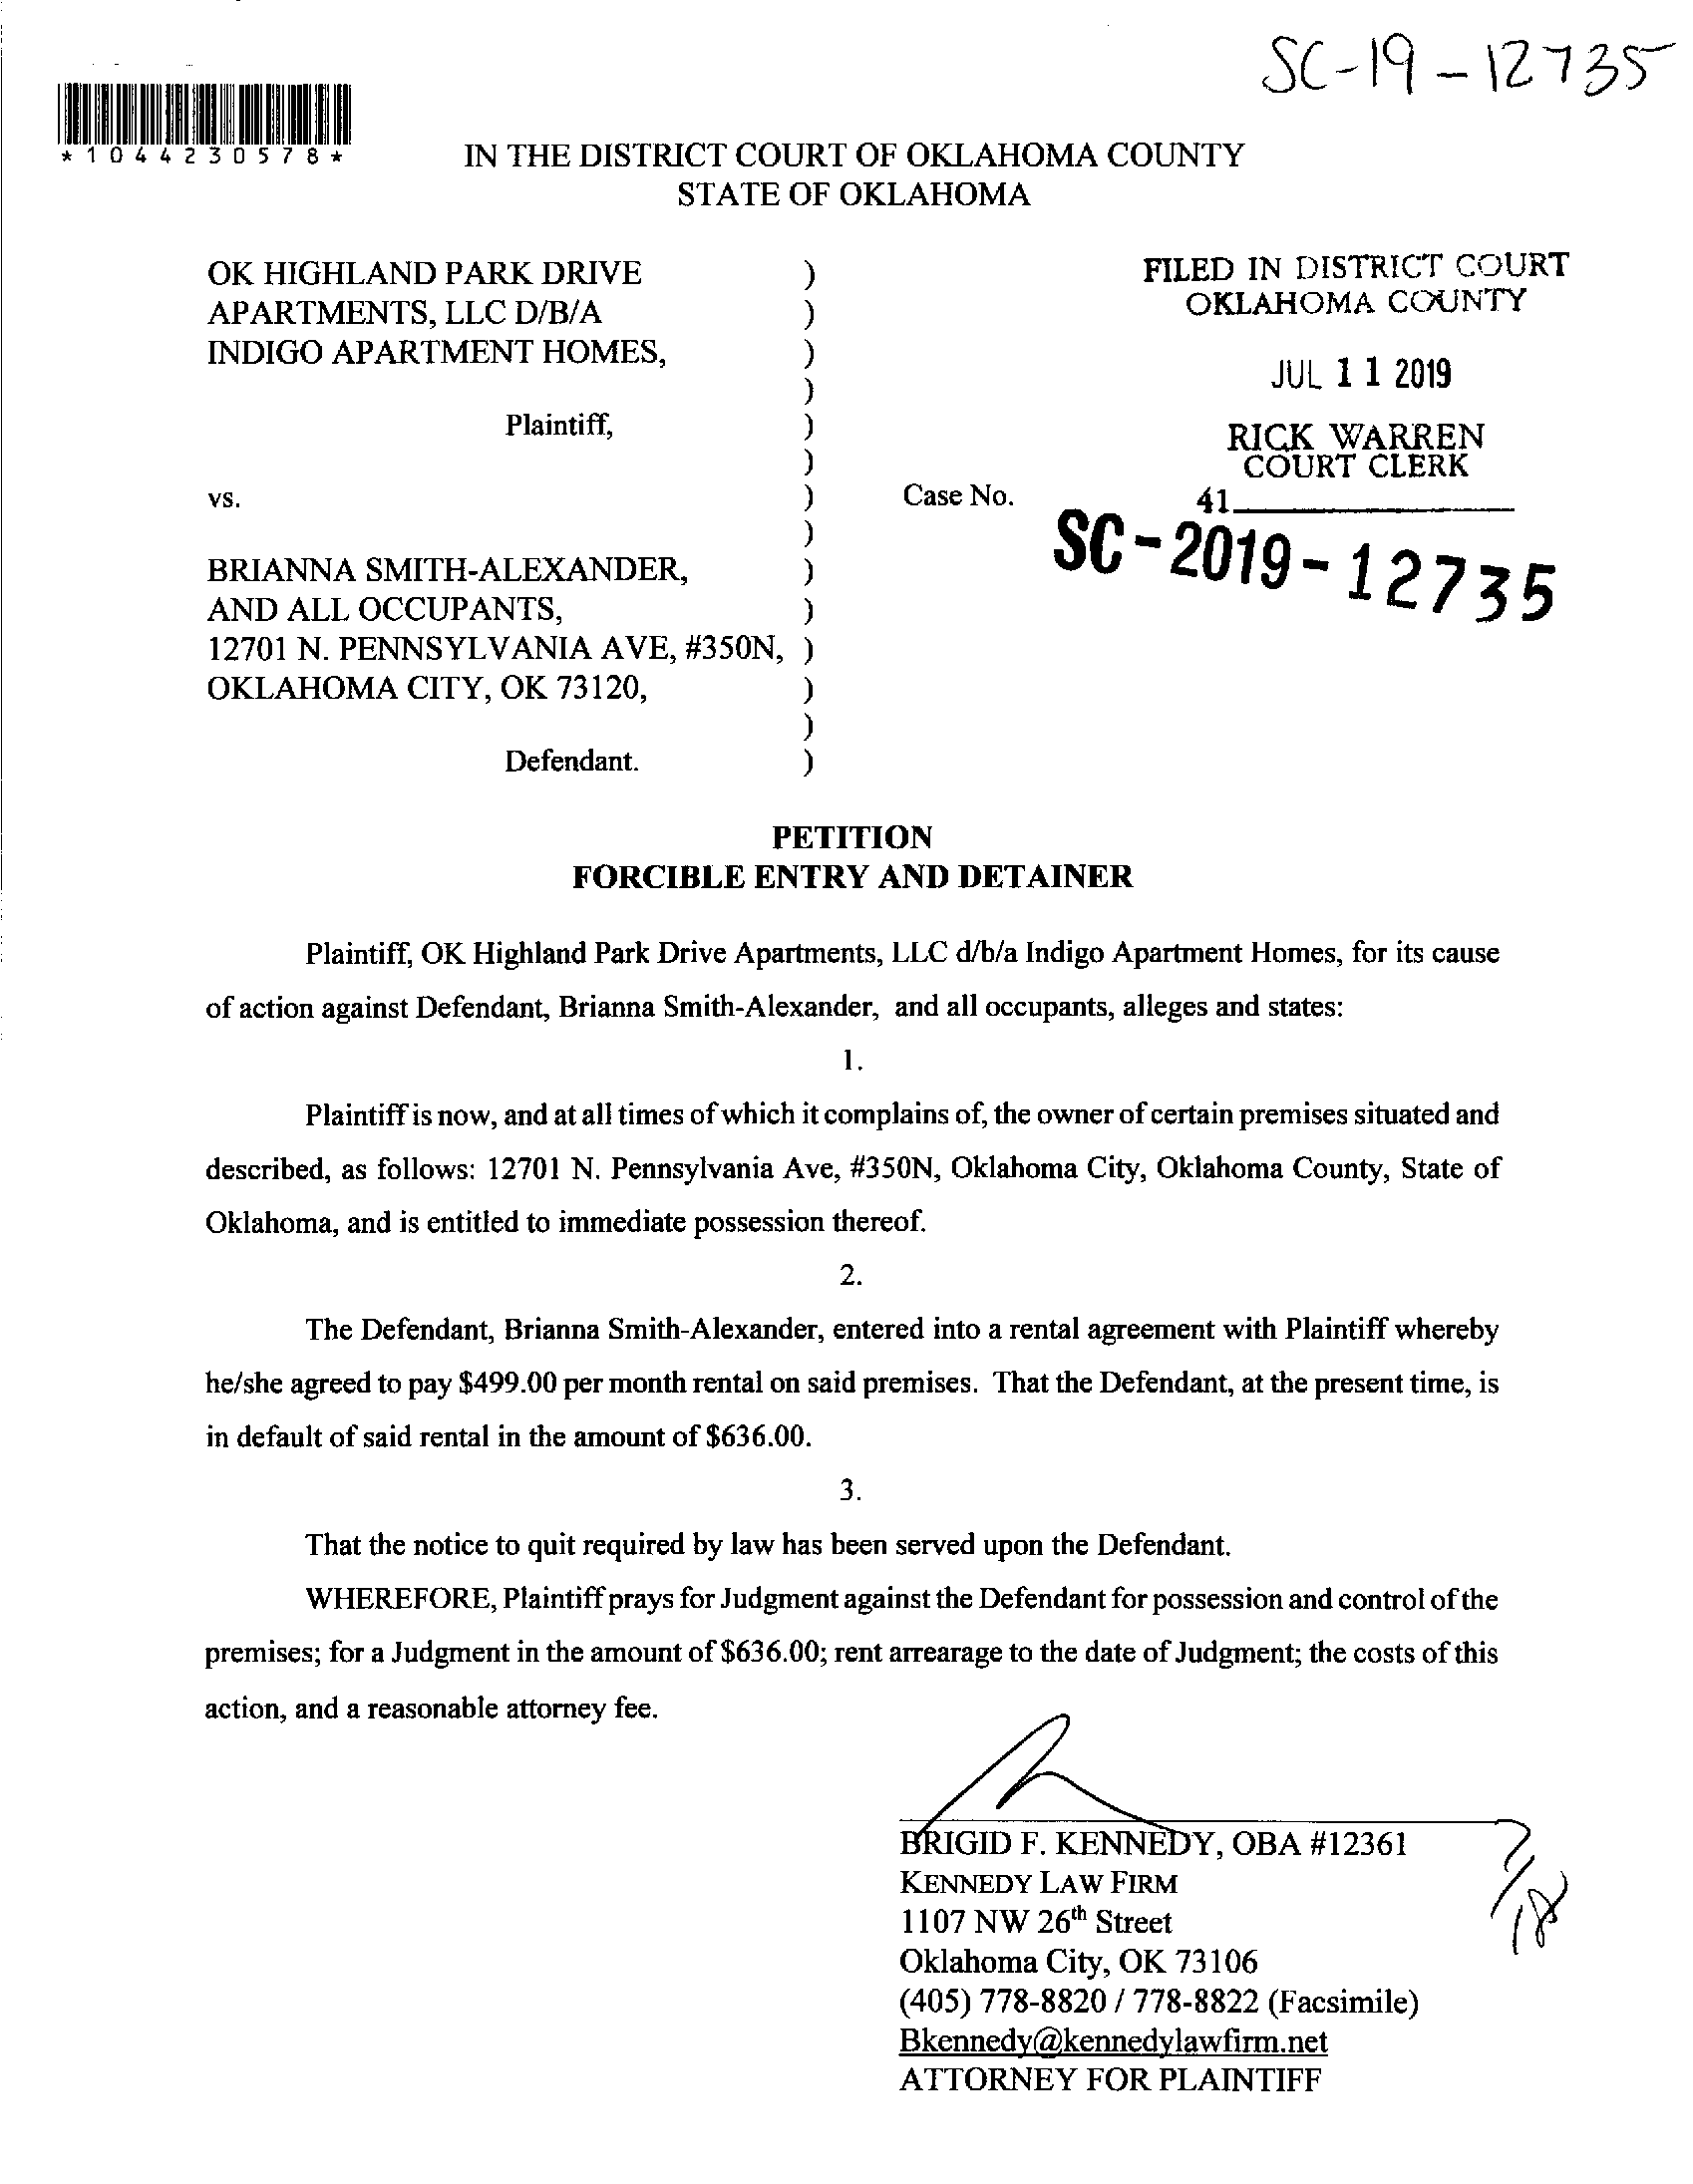 SC-19-12735
*1044230578*
IN THE DISTRICT COURT OF OKLAHOMA COUNTY
STATE OF OKLAHOMA
OK HIGHLAND PARK DRIVE )
APARTMENTS, LLC D/B/A )
INDIGO APARTMENT HOMES, )
)
Plaintiff, )
)
vs. ) Case No.
)
BRIANNA SMITH-ALEXANDER, )
AND ALL OCCUPANTS, )
12701 N. PENNSYLVANIA AVE, #350N, )
OKLAHOMA CITY, OK 73120, )
)
Defendant. )
FILED IN DISTRICT COURT
OKLAHOMA COUNTY
JUL 11 2019
RICK WARREN
COURT CLERK
41
SC-2019-12735
PETITION
FORCIBLE ENTRY AND DETAINER
Plaintiff, OK Highland Park Drive Apartments, LLC d/b/a Indigo Apartment Homes, for its cause
of action against Defendant, Brianna Smith-Alexander, and all occupants, alleges and states:
1.
Plaintiff is now, and at all times of which it complains of, the owner of certain premises situated and
described, as follows: 12701 N. Pennsylvania Ave, #350N, Oklahoma City, Oklahoma County, State of
Oklahoma, and is entitled to immediate possession thereof.
2.
The Defendant, Brianna Smith-Alexander, entered into a rental agreement with Plaintiff whereby
he/she agreed to pay $499.00 per month rental on said premises. That the Defendant, at the present time, is
in default of said rental in the amount of $636.00.
3.
That the notice to quit required by law has been served upon the Defendant.
WHEREFORE, Plaintiff prays for Judgment against the Defendant for possession and control of the
premises; for a Judgment in the amount of $636.00; rent arrearage to the date of Judgment; the costs of this
action, and a reasonable attorney fee.
BRIGID F. KENNEDY, OBA #12361
KENNEDY LAW FIRM
1107 NW 26th Street
Oklahoma City, OK 73106
(405) 778-8820 / 778-8822 (Facsimile)
Bkennedy@kennedylawfirm.net
ATTORNEY FOR PLAINTIFF